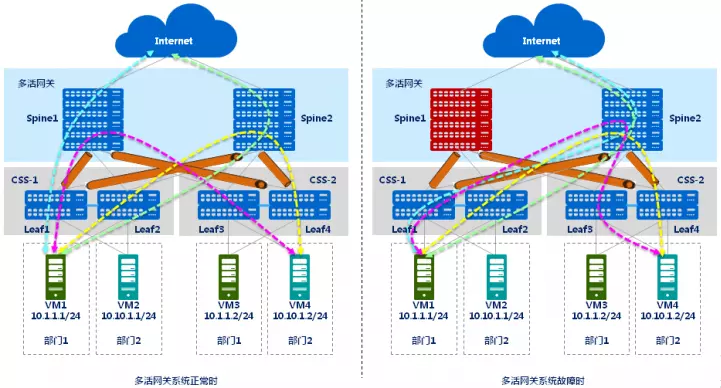 Internet
多活网关
Spine1
Spine2
CSS-1
CSS-2
Leaf1
Leaf2
Leaf3
Leaf4
VM1
10.1.1.1/24
VM2
10.10.1.1/24
VM3
10.1.1.2/24
VM4
10.10.1.2/24
部门1
部门2
部门1
部门2
多活网关系统正常时
Internet
多活网关
Spine1
Spine2
CSS-1
CSS-2
Leaf1
Leaf2
Leaf3
Leaf4
VM1
10.1.1.1/24
VM2
10.10.1.1/24
VM3
10.1.1.2/24
VM4
10.10.1.2/24
部门1
部门2
部门1
部门2
多活网关系统故障时